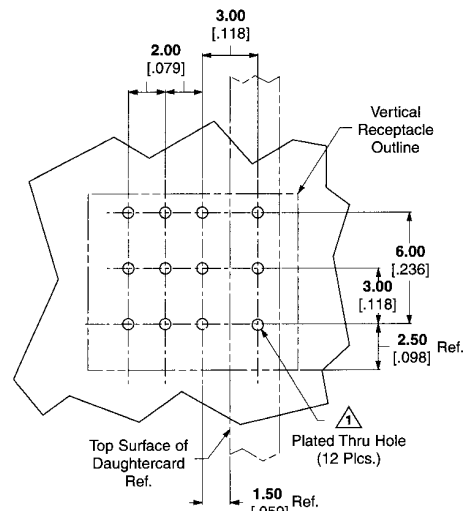 3.00
[.118]
2.00
[.079]
Vertical
Receptacle
Outline
6.00
[.236]
3.00
[.118]
2.50
[.098]
Ref.
1
Plated Thru Hole
(12 Plcs.)
Top Surface of
Daughtercard
Ref.
1.50
Ref.